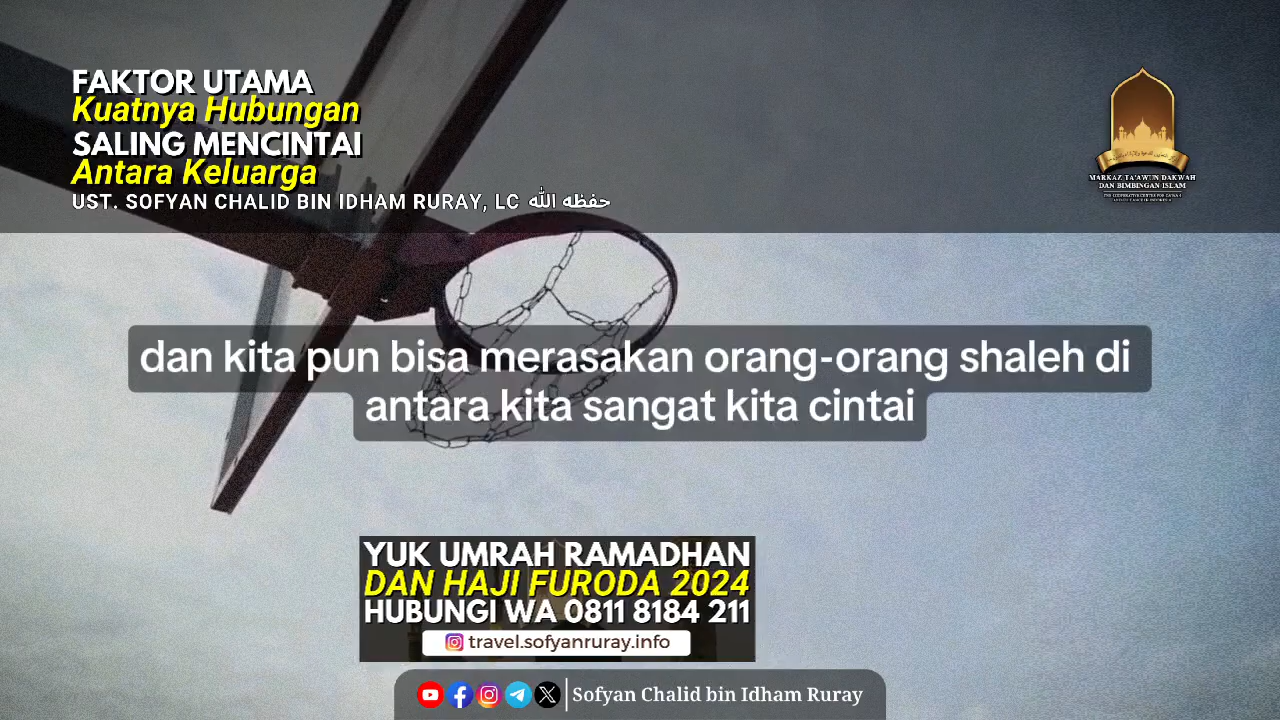 FAKTOR UTAMA
Kuatnya Hubungan
SALING MENCINTAI
Antara Keluarga
UST. SOFYAN CHALID BIN IDHAM RURAY, LC حفظه الله
MARKAZ TA'AWUN DAKWAH
DAN BIMBINGAN ISLAM
dan kita pun bisa merasakan orang-orang shaleh di
antara kita sangat kita cintai
YUK UMRAH RAMADHAN
DAN HAJI FURODA 2024
HUBUNGI WA 0811 8184 211
travel.sofyanruray.info
Sofyan Chalid bin Idham Ruray